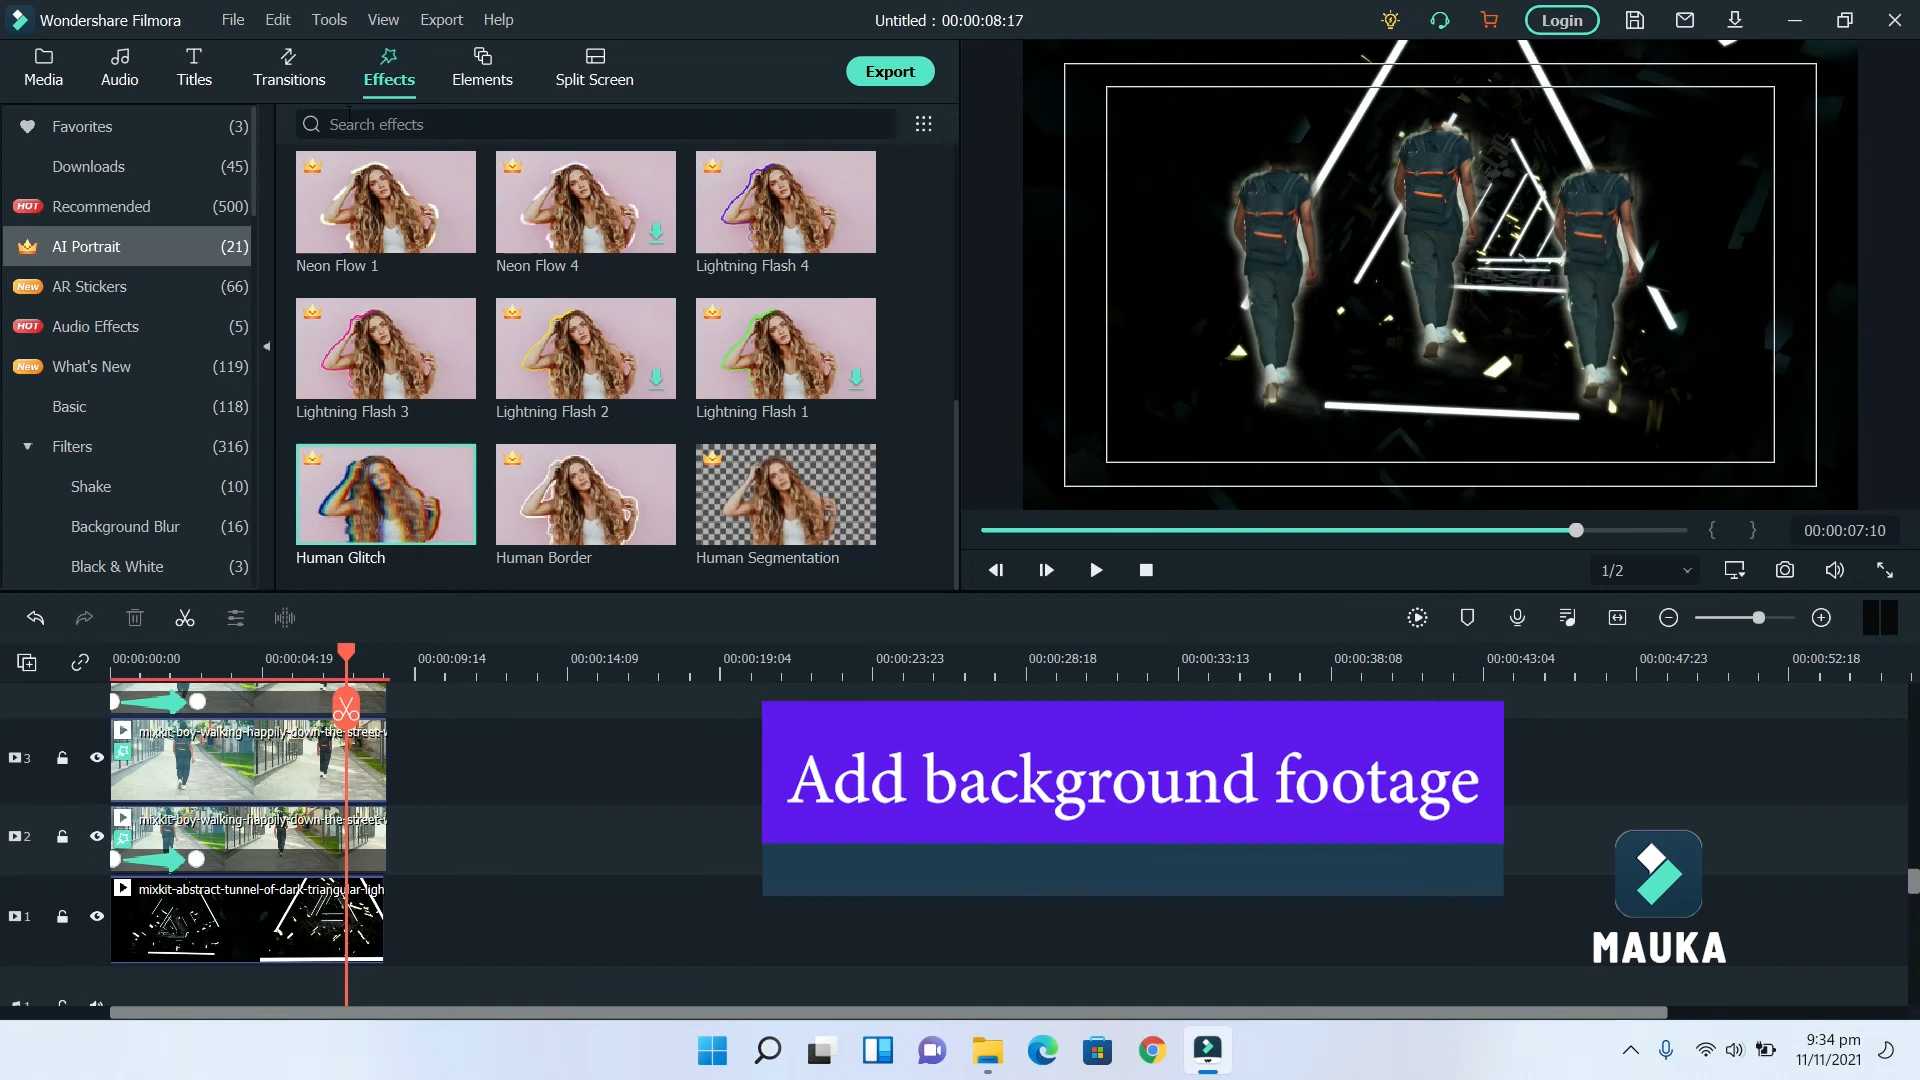 Wondershare Filmora
File Edit Tools View Export Help
Untitled : 00:00:08:17
Login
Media Audio Titles Transitions Effects Elements Split Screen
Export
Search effects
Favorites (3)
Downloads (45)
HOT Recommended (500)
AI Portrait (21)
New AR Stickers (66)
HOT Audio Effects (5)
New What's New (119)
Basic (118)
Filters (316)
Shake (10)
Background Blur (16)
Black & White (3)
Neon Flow 1 Neon Flow 4 Lightning Flash 4
Lightning Flash 3 Lightning Flash 2 Lightning Flash 1
Human Glitch Human Border Human Segmentation
{ } 00:00:07:10
1/2
00:00:00:00 00:00:04:19 00:00:09:14 00:00:14:09 00:00:19:04 00:00:23:23 00:00:28:18 00:00:33:13 00:00:38:08 00:00:43:04 00:00:47:23 00:00:52:18
3 mixkit-boy-walking-happily-down-the-street-v
2 mixkit-boy-walking-happily-down-the-street-v
1 mixkit-abstract-tunnel-of-dark-triangular-ligh
Add background footage
MAUKA
9:34 pm
11/11/2021